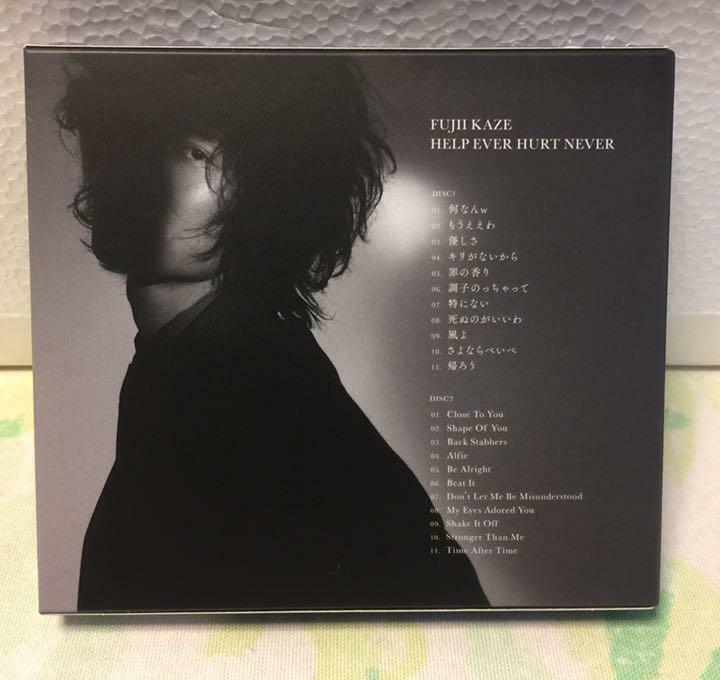 FUJII KAZE
HELP EVER HURT NEVER
DISC1
01. 何なんw
02. もうええわ
03. 優しさ
04. キリがないから
05. 罪の香り
06. 調子のっちゃって
07. 特にない
08. 死ぬのがいいわ
09. 風よ
10. さよならべいべ
11. 帰ろう
DISC2
01. Close To You
02. Shape Of You
03. Back Stabbers
04. Alfie
05. Be Alright
06. Beat It
07. Don't Let Me Be Misunderstood
08. My Eyes Adored You
09. Shake It Off
10. Stronger Than Me
11. Time After Time